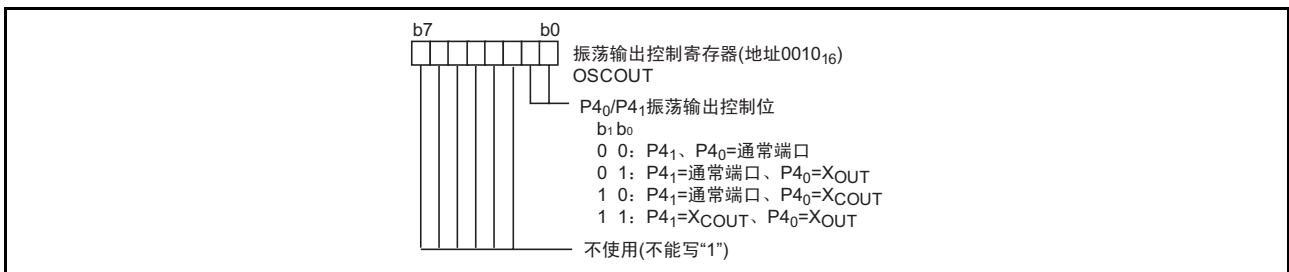 b7 b0
振荡输出控制寄存器(地址0010₁₆)
OSCOUT
P4₀/P4₁振荡输出控制位
b₁ b₀
0 0：P4₁、P4₀=通常端口
0 1：P4₁=通常端口、P4₀=X_OUT
1 0：P4₁=通常端口、P4₀=X_COUT
1 1：P4₁=X_COUT、P4₀=X_OUT
不使用(不能写“1”)